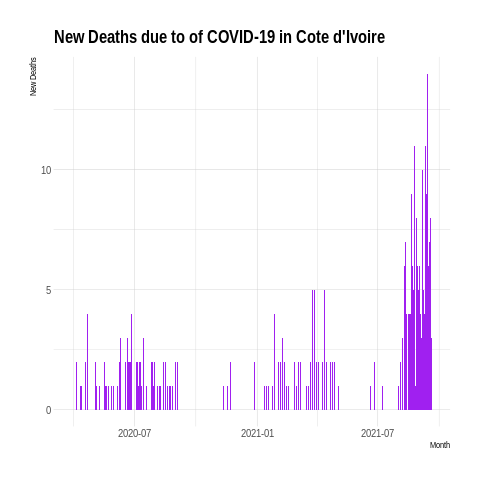 New Deaths due to of COVID-19 in Cote d'Ivoire
New Deaths
10
5
0
2020-07 2021-01 2021-07
Month